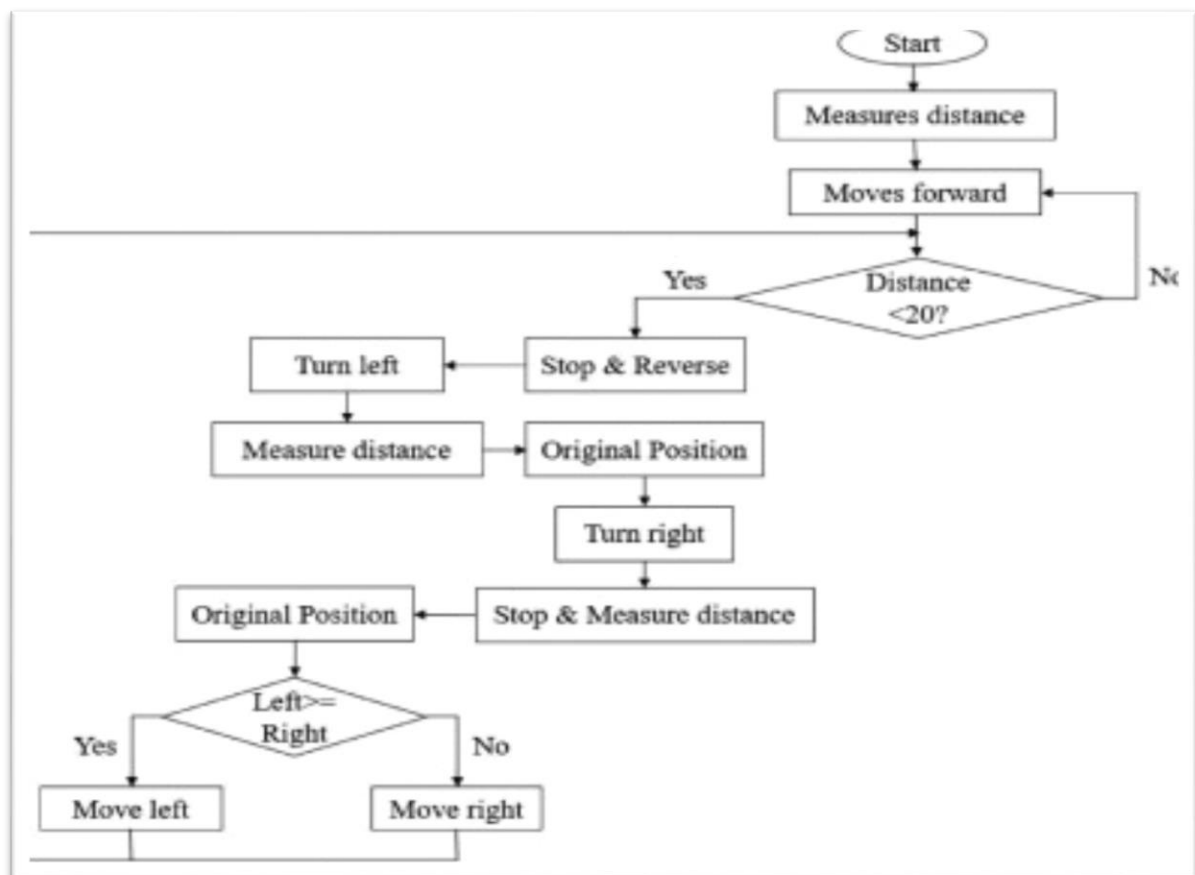 Start
Measures distance
Moves forward
Yes
Distance
<20?
Turn left
Stop & Reverse
Measure distance
Original Position
Turn right
Original Position
Stop & Measure distance
Left>=
Right
Yes
No
Move left
Move right